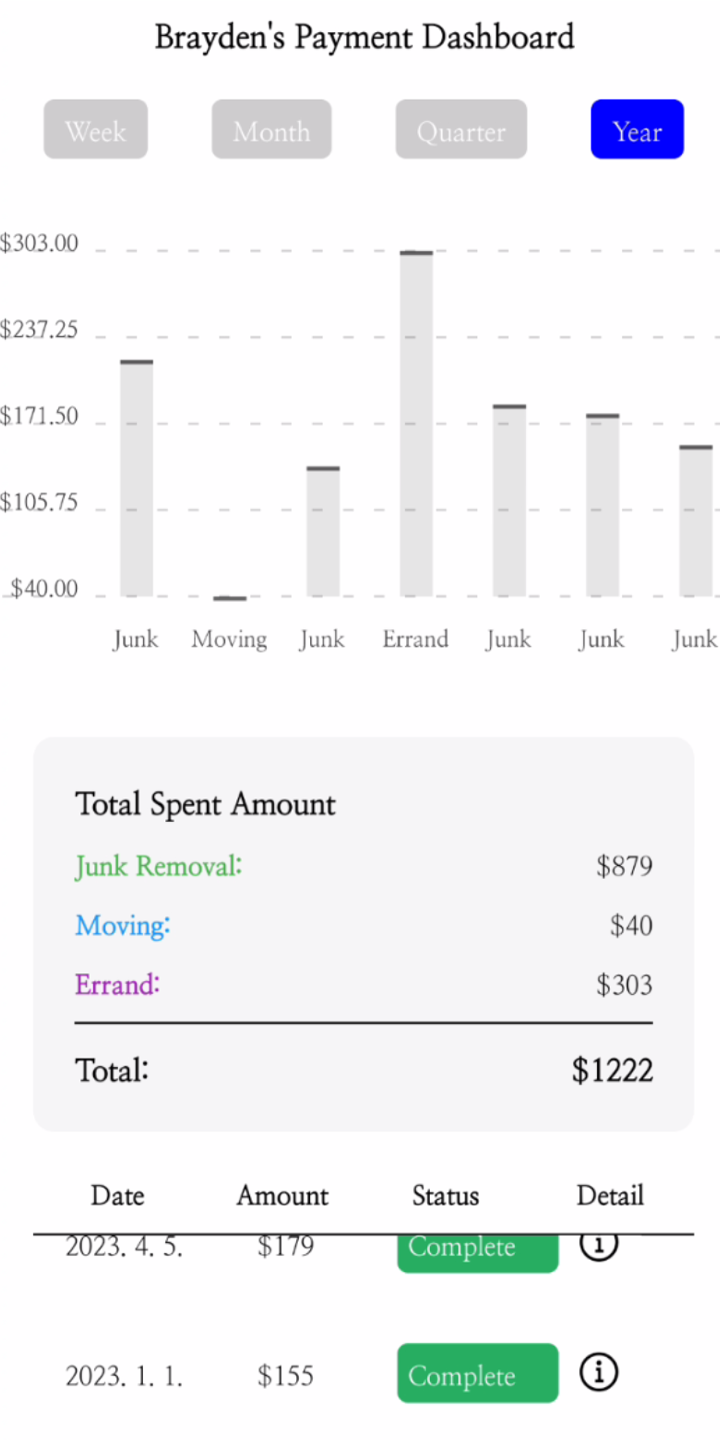 Brayden's Payment Dashboard
Week Month Quarter Year
$303.00
$237.25
$171.50
$105.75
$40.00
Junk Moving Junk Errand Junk Junk Junk
Total Spent Amount
Junk Removal: $879
Moving: $40
Errand: $303
Total: $1222
Date Amount Status Detail
2023. 4. 5. $179 Complete
2023. 1. 1. $155 Complete